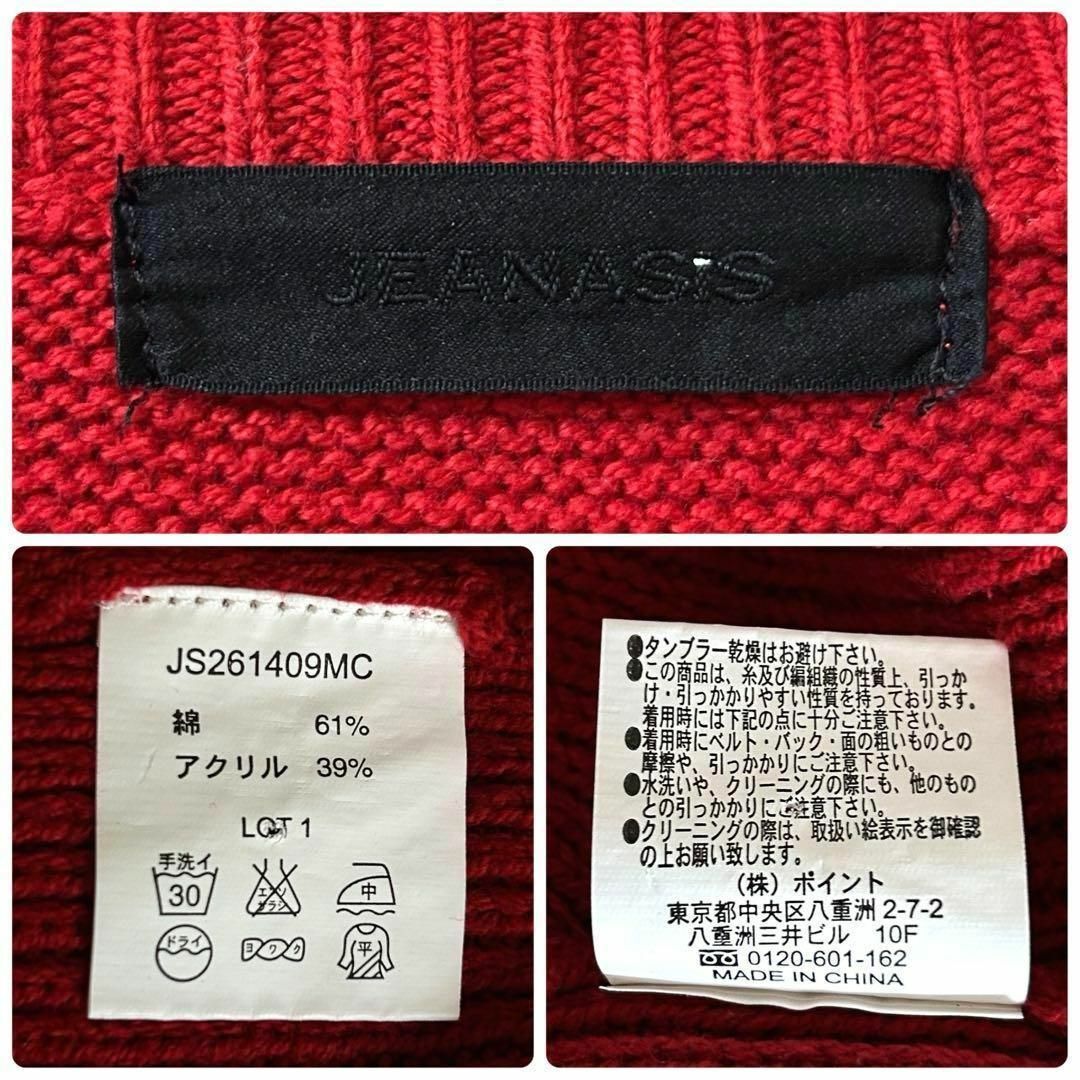 JEANASIS
JS261409MC
綿 61%
アクリル 39%
LOT 1
手洗イ
30
エンソ
サラシ
中
ドライ
ヨワク
平
●タンブラー乾燥はお避け下さい。
●この商品は、糸及び編組織の性質上、引っか
け・引っかかりやすい性質を持っております。
着用時には下記の点に十分ご注意下さい。
●着用時にベルト・バック・面の粗いものとの
摩擦や、引っかかりにご注意下さい。
●水洗いや、クリーニングの際にも、他のもの
との引っかかりにご注意下さい。
●クリーニングの際は、取扱い絵表示を御確認
の上お願い致します。
(株) ポイント
東京都中央区八重洲 2-7-2
八重洲三井ビル 10F
0120-601-162
MADE IN CHINA